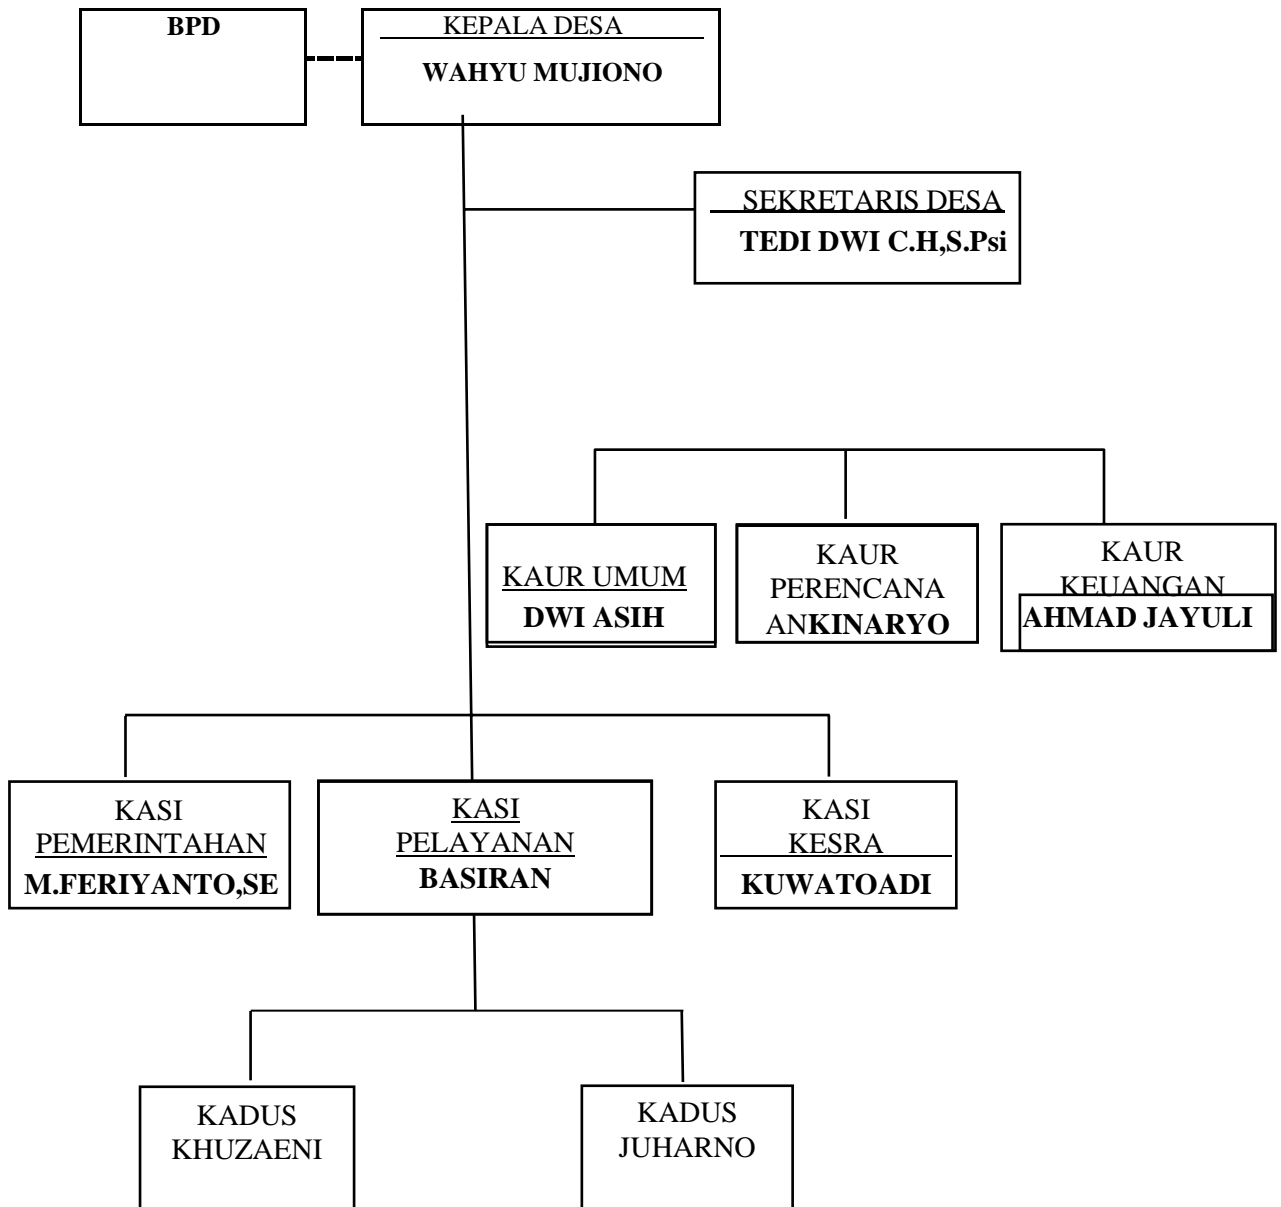 BPD
KEPALA DESA
WAHYU MUJIONO
SEKRETARIS DESA
TEDI DWI C.H,S.Psi
KAUR UMUM
DWI ASIH
KAUR
PERENCANA
ANKINARYO
KAUR
KEUANGAN
AHMAD JAYULI
KASI
PEMERINTAHAN
M.FERIYANTO,SE
KASI
PELAYANAN
BASIRAN
KASI
KESRA
KUWATOADI
KADUS
KHUZAENI
KADUS
JUHARNO